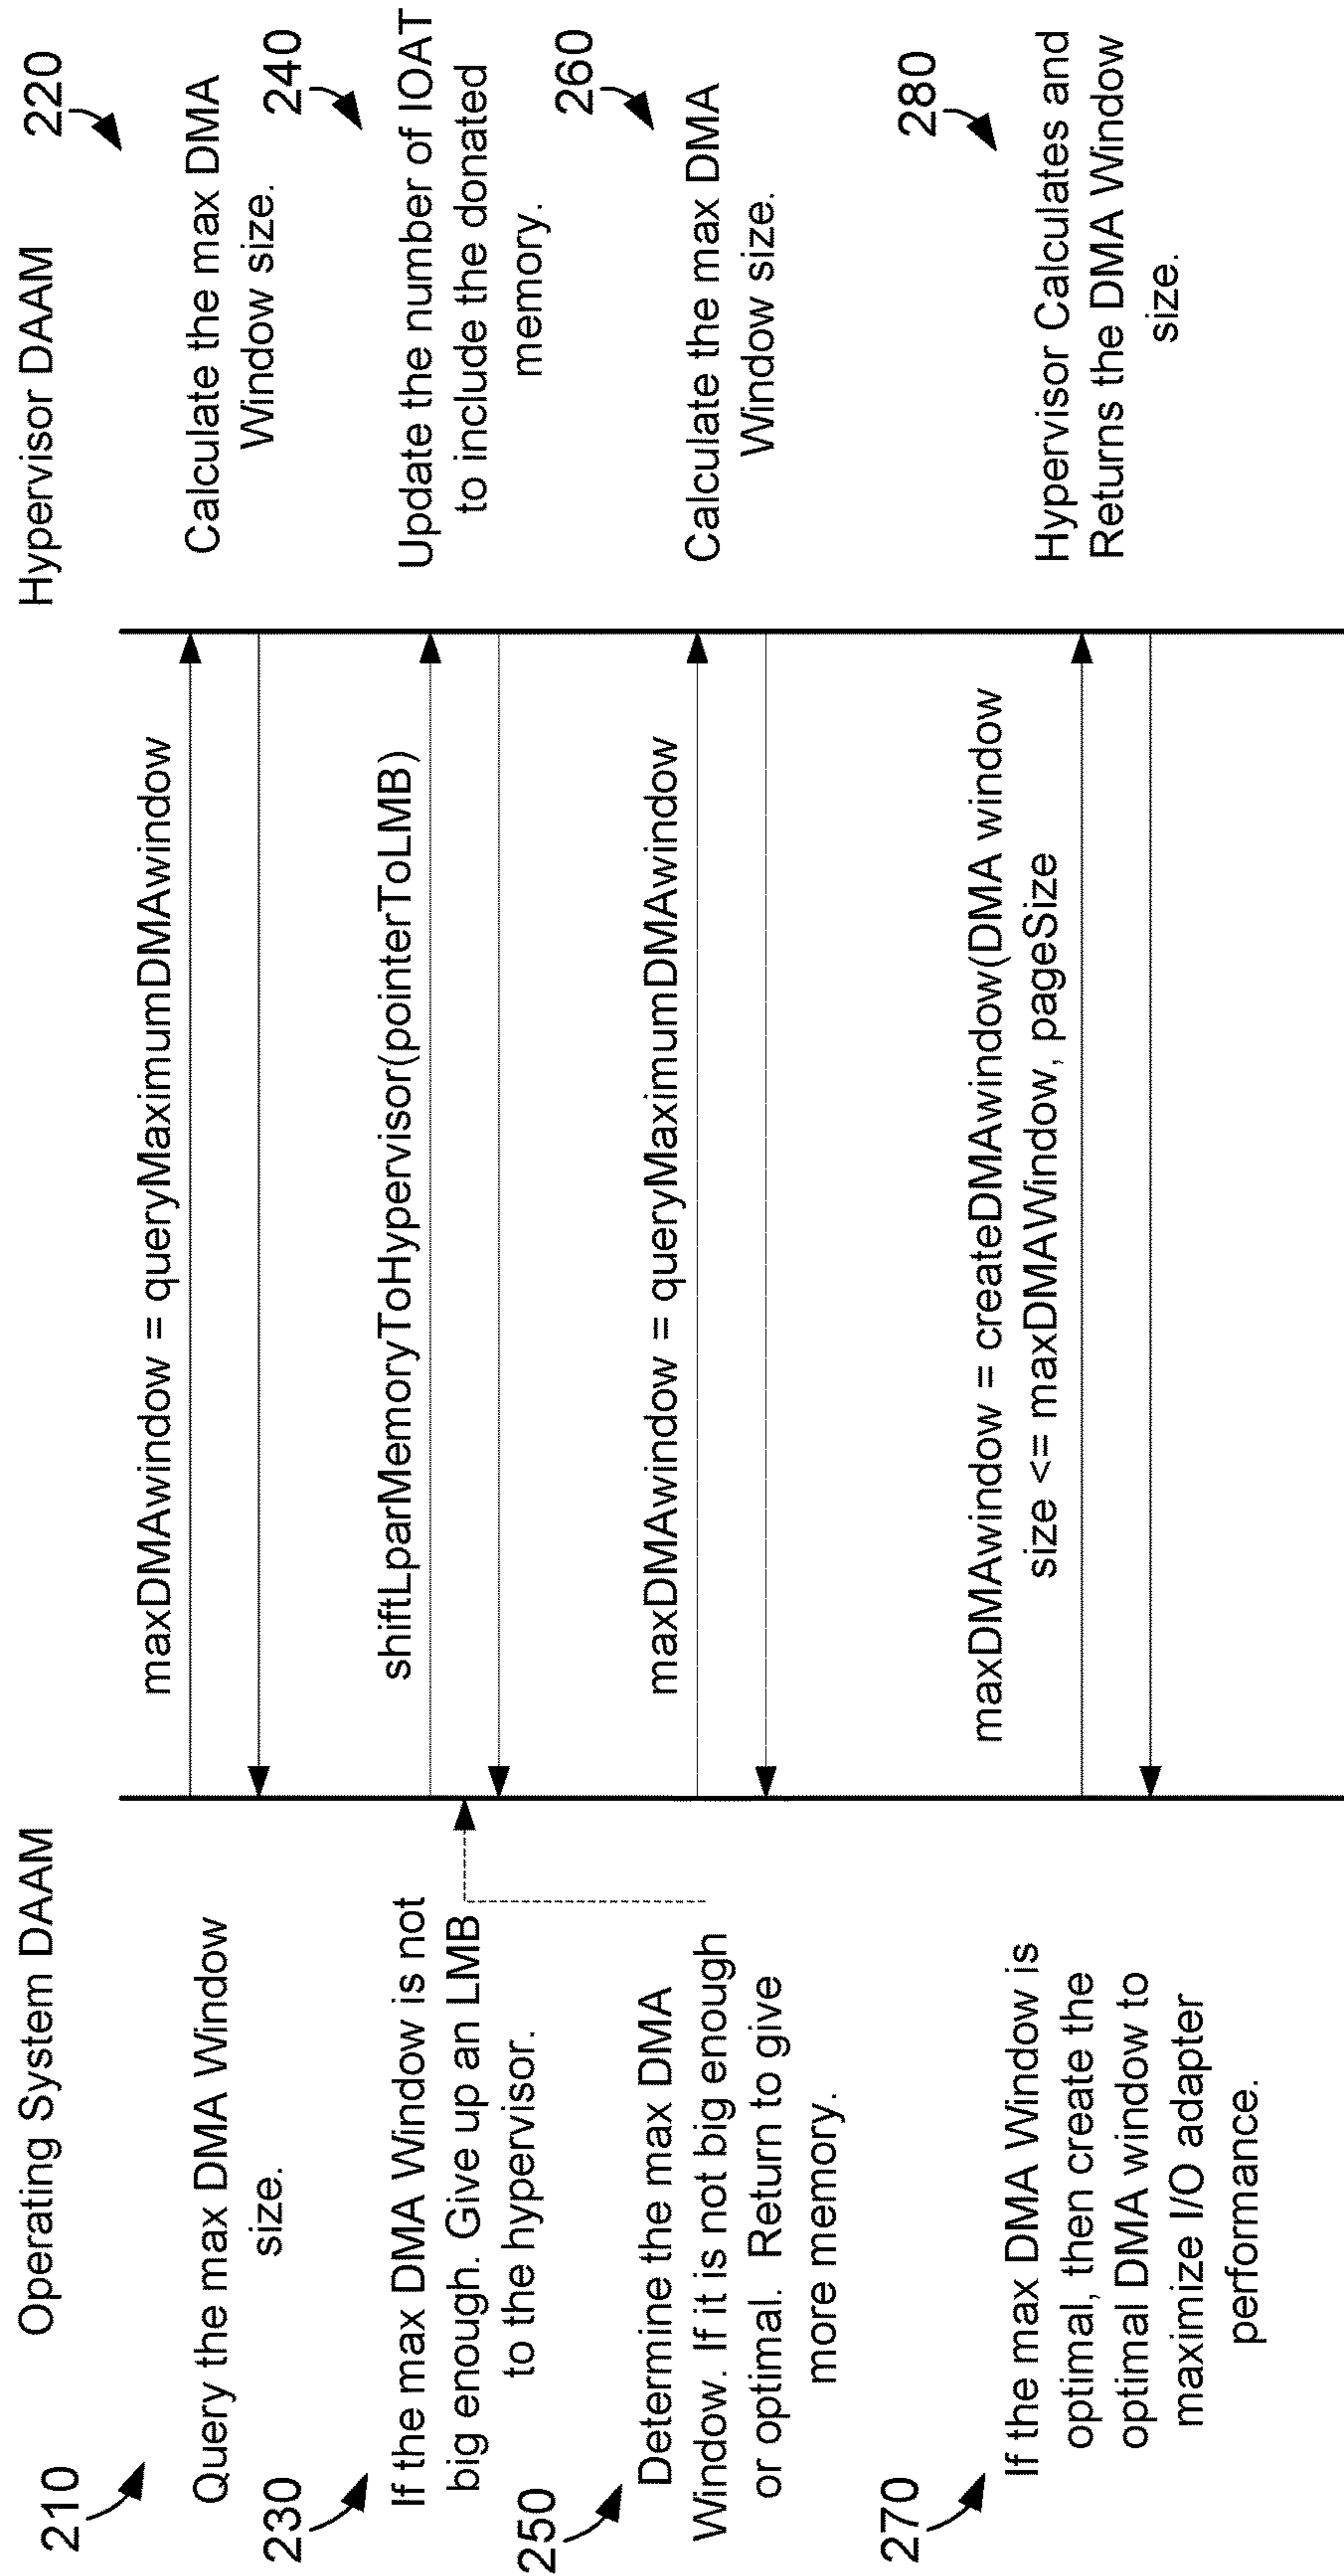 Operating System DAAM
Hypervisor DAAM
210
Query the max DMA Window
size.
maxDMAwindow = queryMaximumDMAwindow
220
Calculate the max DMA
Window size.
230
If the max DMA Window is not
big enough. Give up an LMB
to the hypervisor.
shiftLparMemoryToHypervisor(pointerToLMB)
240
Update the number of IOAT
to include the donated
memory.
250
Determine the max DMA
Window. If it is not big enough
or optimal. Return to give
more memory.
maxDMAwindow = queryMaximumDMAwindow
260
Calculate the max DMA
Window size.
270
If the max DMA Window is
optimal, then create the
optimal DMA window to
maximize I/O adapter
performance.
maxDMAwindow = createDMAwindow(DMA window
size <= maxDMAWindow, pageSize
280
Hypervisor Calculates and
Returns the DMA Window
size.